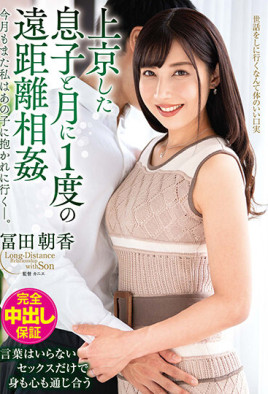 世話をしに行くなんて体のいい口実
上京した
息子と月に1度の
遠距離相姦
今月もまた私はあの子に抱かれに行く―。
冨田朝香
Long-Distance
Relationship
with Son
監督
完全
中出し
保証
言葉はいらない
セックスだけで
身も心も通じ合う